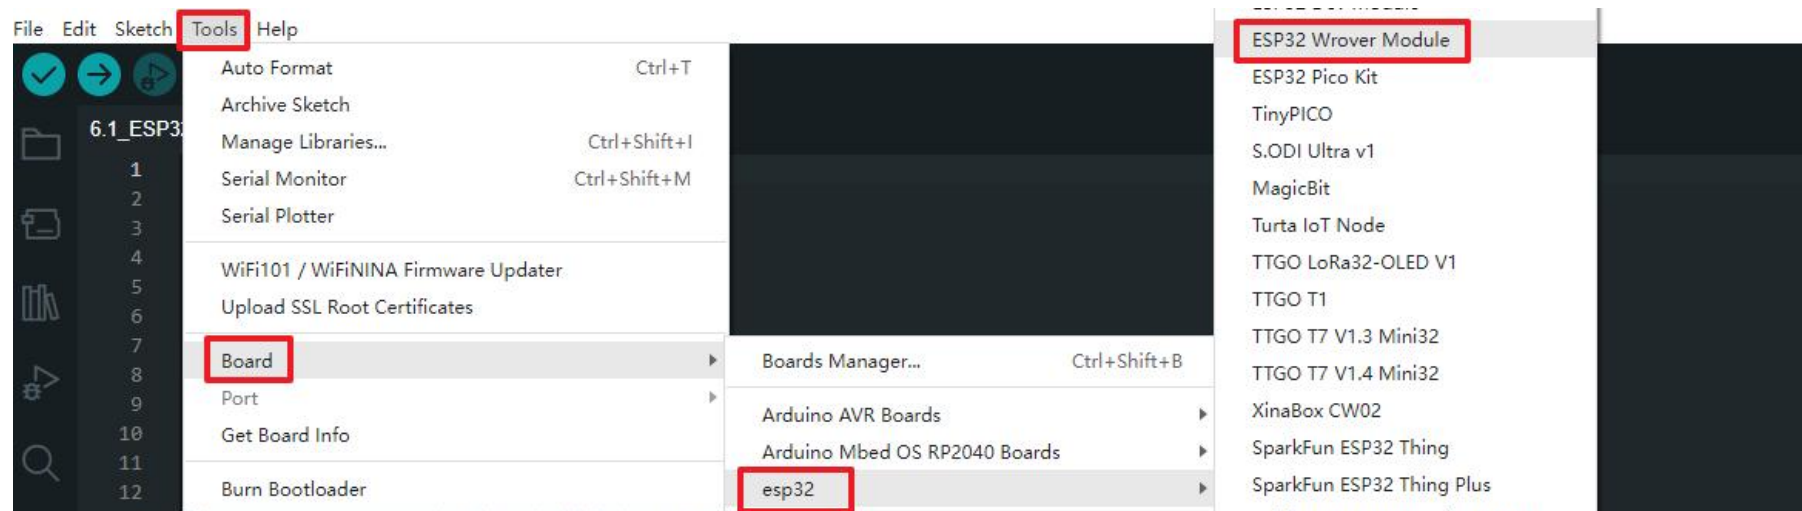 File Edit Sketch Tools Help
Auto Format Ctrl+T
Archive Sketch
Manage Libraries... Ctrl+Shift+I
Serial Monitor Ctrl+Shift+M
Serial Plotter
WiFi101 / WiFiNINA Firmware Updater
Upload SSL Root Certificates
Board
Port
Get Board Info
Burn Bootloader
6.1_ESP3
1
2
3
4
5
6
7
8
9
10
11
12
Boards Manager... Ctrl+Shift+B
Arduino AVR Boards
Arduino Mbed OS RP2040 Boards
esp32
ESP32 Wrover Module
ESP32 Pico Kit
TinyPICO
S.ODI Ultra v1
MagicBit
Turta IoT Node
TTGO LoRa32-OLED V1
TTGO T1
TTGO T7 V1.3 Mini32
TTGO T7 V1.4 Mini32
XinaBox CW02
SparkFun ESP32 Thing
SparkFun ESP32 Thing Plus